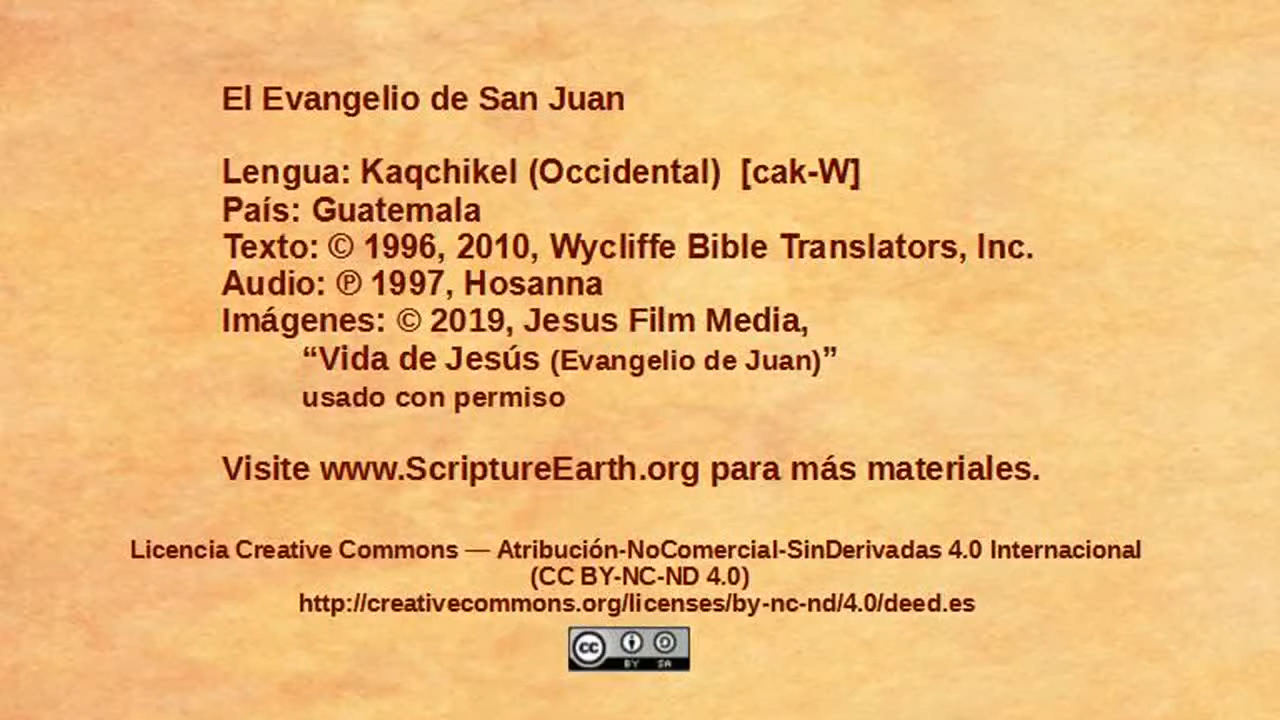 El Evangelio de San Juan
Lengua: Kaqchikel (Occidental) [cak-W]
País: Guatemala
Texto: © 1996, 2010, Wycliffe Bible Translators, Inc.
Audio: ℗ 1997, Hosanna
Imágenes: © 2019, Jesus Film Media,
“Vida de Jesús (Evangelio de Juan)”
usado con permiso
Visite www.ScriptureEarth.org para más materiales.
Licencia Creative Commons — Atribución-NoComercial-SinDerivadas 4.0 Internacional
(CC BY-NC-ND 4.0)
http://creativecommons.org/licenses/by-nc-nd/4.0/deed.es
cc
BY SA